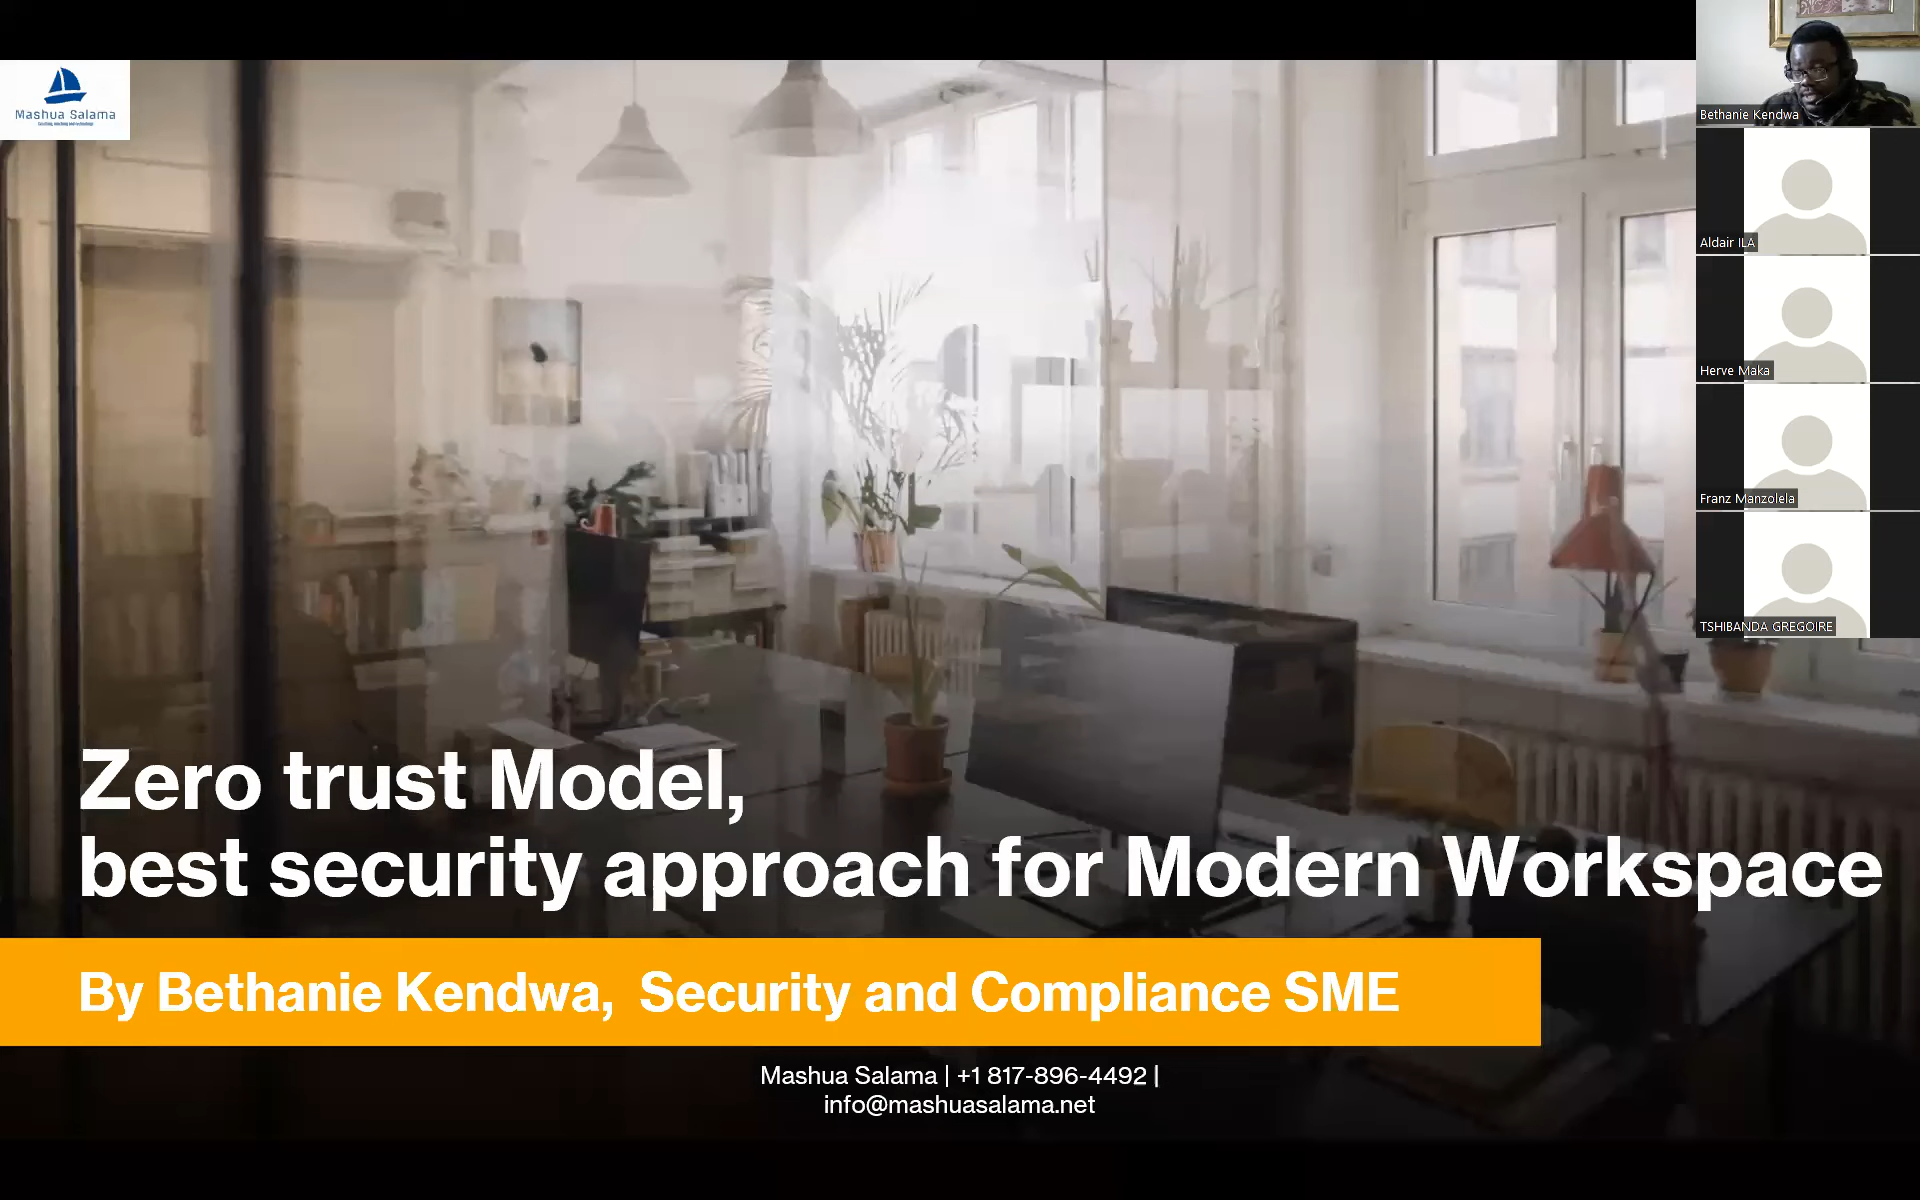 Mashua Salama
Bethanie Kendwa
Aldair ILA
Herve Maka
Franz Manzolela
TSHIBANDA GREGOIRE
Zero trust Model,
best security approach for Modern Workspace
By Bethanie Kendwa, Security and Compliance SME
Mashua Salama | +1 817-896-4492 |
info@mashuasalama.net